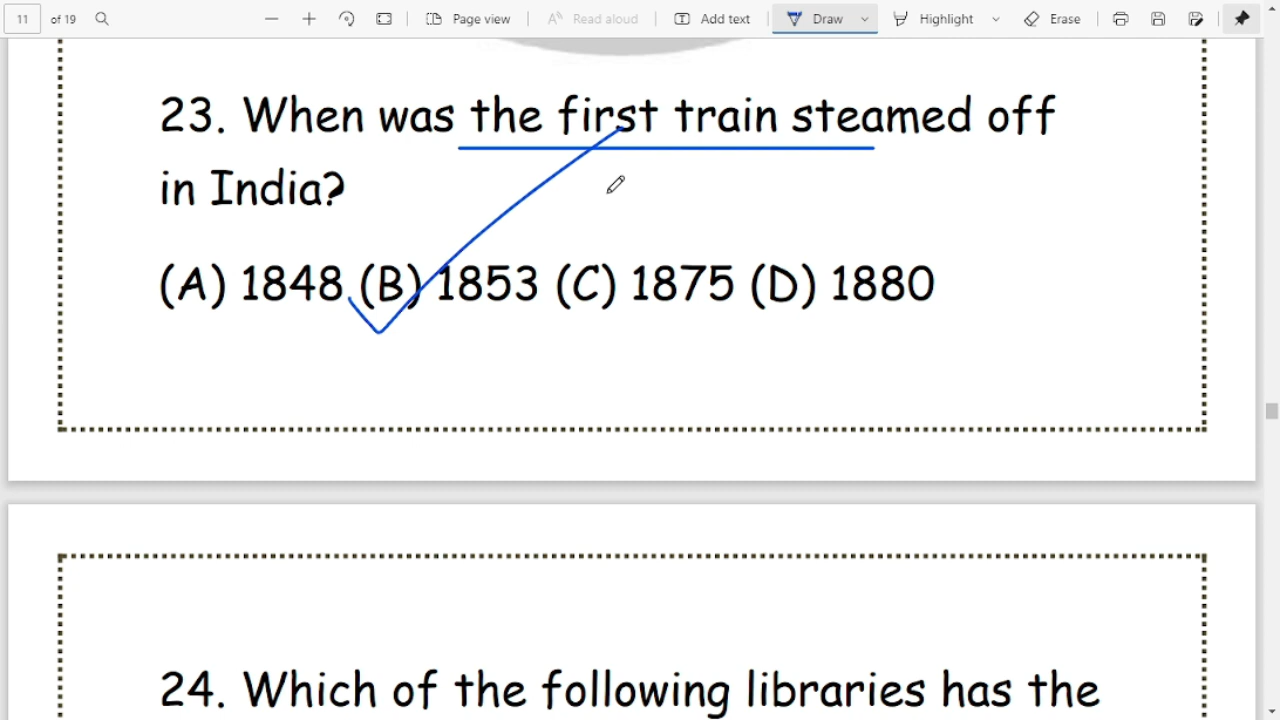 11 of 19 Page view Read aloud Add text Draw Highlight Erase
23. When was the first train steamed off
in India?
(A) 1848 (B) 1853 (C) 1875 (D) 1880
24. Which of the following libraries has the